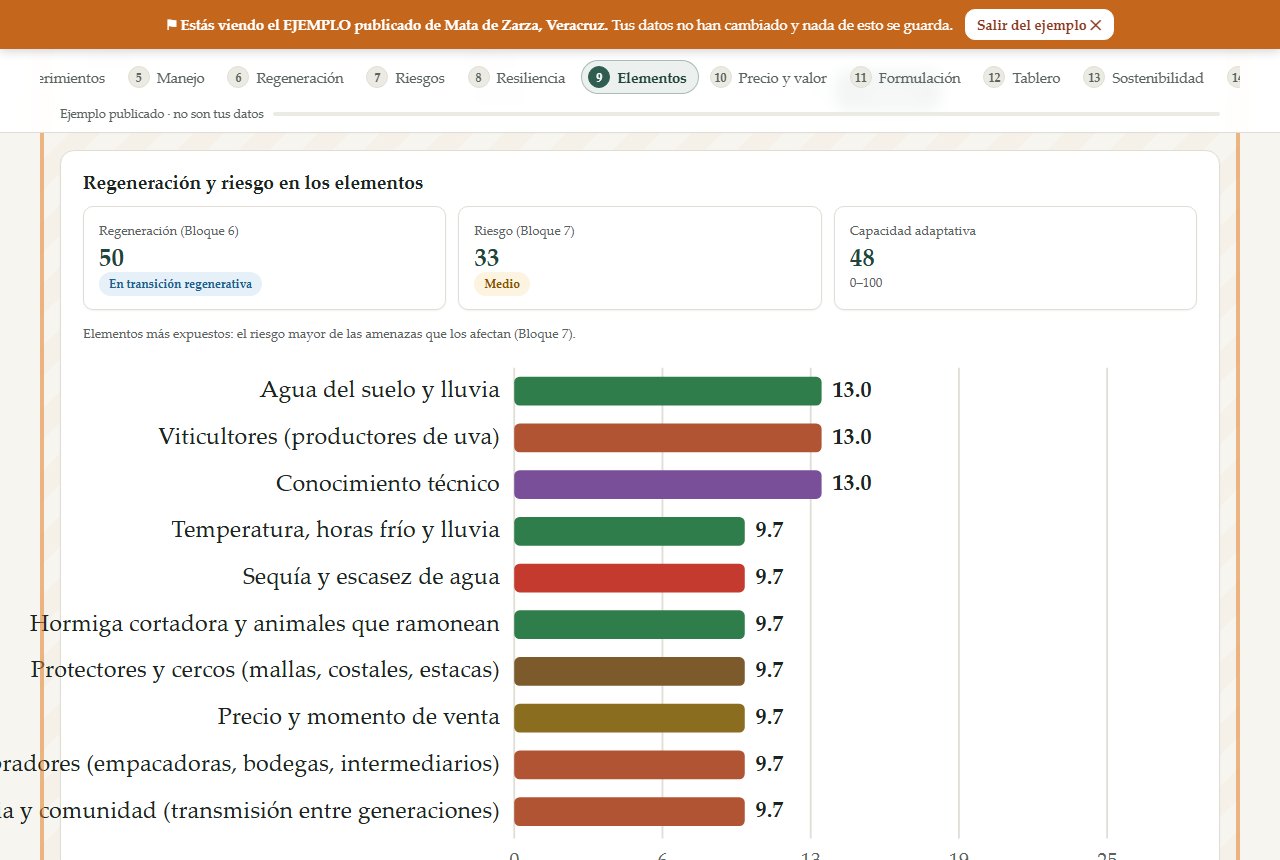 ⚑ Estás viendo el EJEMPLO publicado de Mata de Zarza, Veracruz. Tus datos no han cambiado y nada de esto se guarda. Salir del ejemplo ✕
5 Manejo 6 Regeneración 7 Riesgos 8 Resiliencia 9 Elementos 10 Precio y valor 11 Formulación 12 Tablero 13 Sostenibilidad
Ejemplo publicado · no son tus datos
Regeneración y riesgo en los elementos
Regeneración (Bloque 6)
50
En transición regenerativa
Riesgo (Bloque 7)
33
Medio
Capacidad adaptativa
48
0–100
Elementos más expuestos: el riesgo mayor de las amenazas que los afectan (Bloque 7).
Agua del suelo y lluvia 13.0
Viticultores (productores de uva) 13.0
Conocimiento técnico 13.0
Temperatura, horas frío y lluvia 9.7
Sequía y escasez de agua 9.7
Hormiga cortadora y animales que ramonean 9.7
Protectores y cercos (mallas, costales, estacas) 9.7
Precio y momento de venta 9.7
(empacadoras, bodegas, intermediarios) 9.7
y comunidad (transmisión entre generaciones) 9.7
0 6 13 19 25